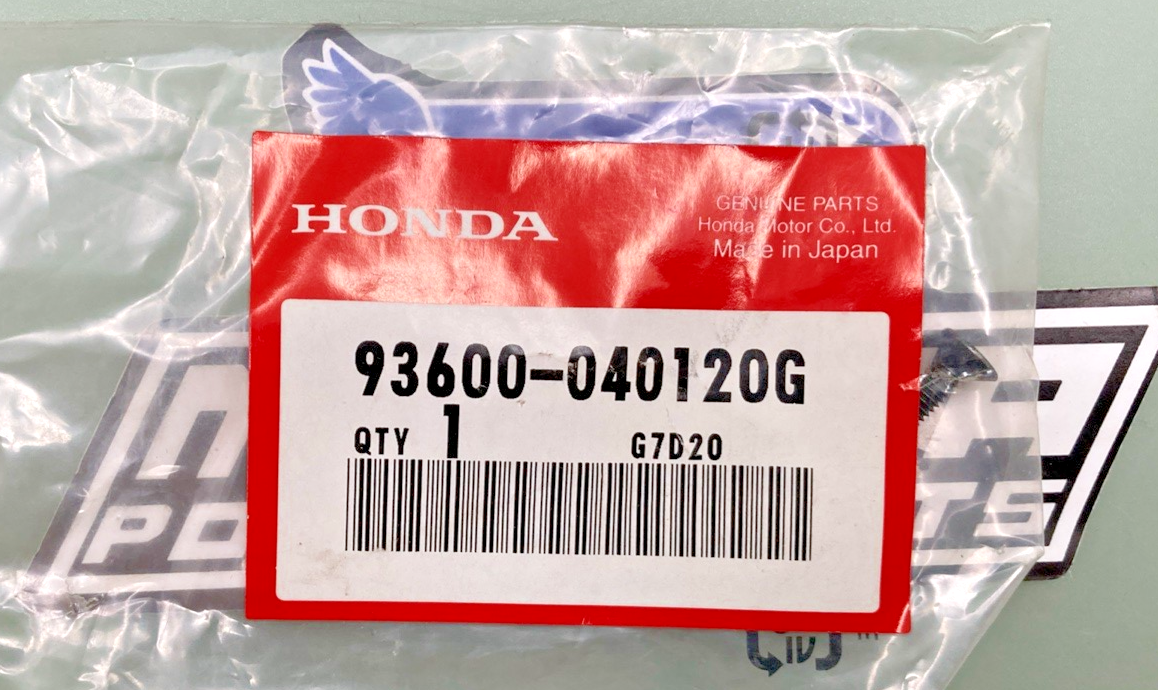 HONDA
GENUINE PARTS
Honda Motor Co., Ltd.
Made in Japan
93600-040120G
QTY 1 G7D20